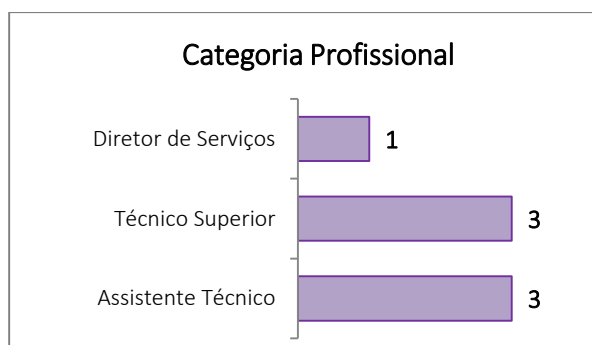 Categoria Profissional
Diretor de Serviços 1
Técnico Superior 3
Assistente Técnico 3